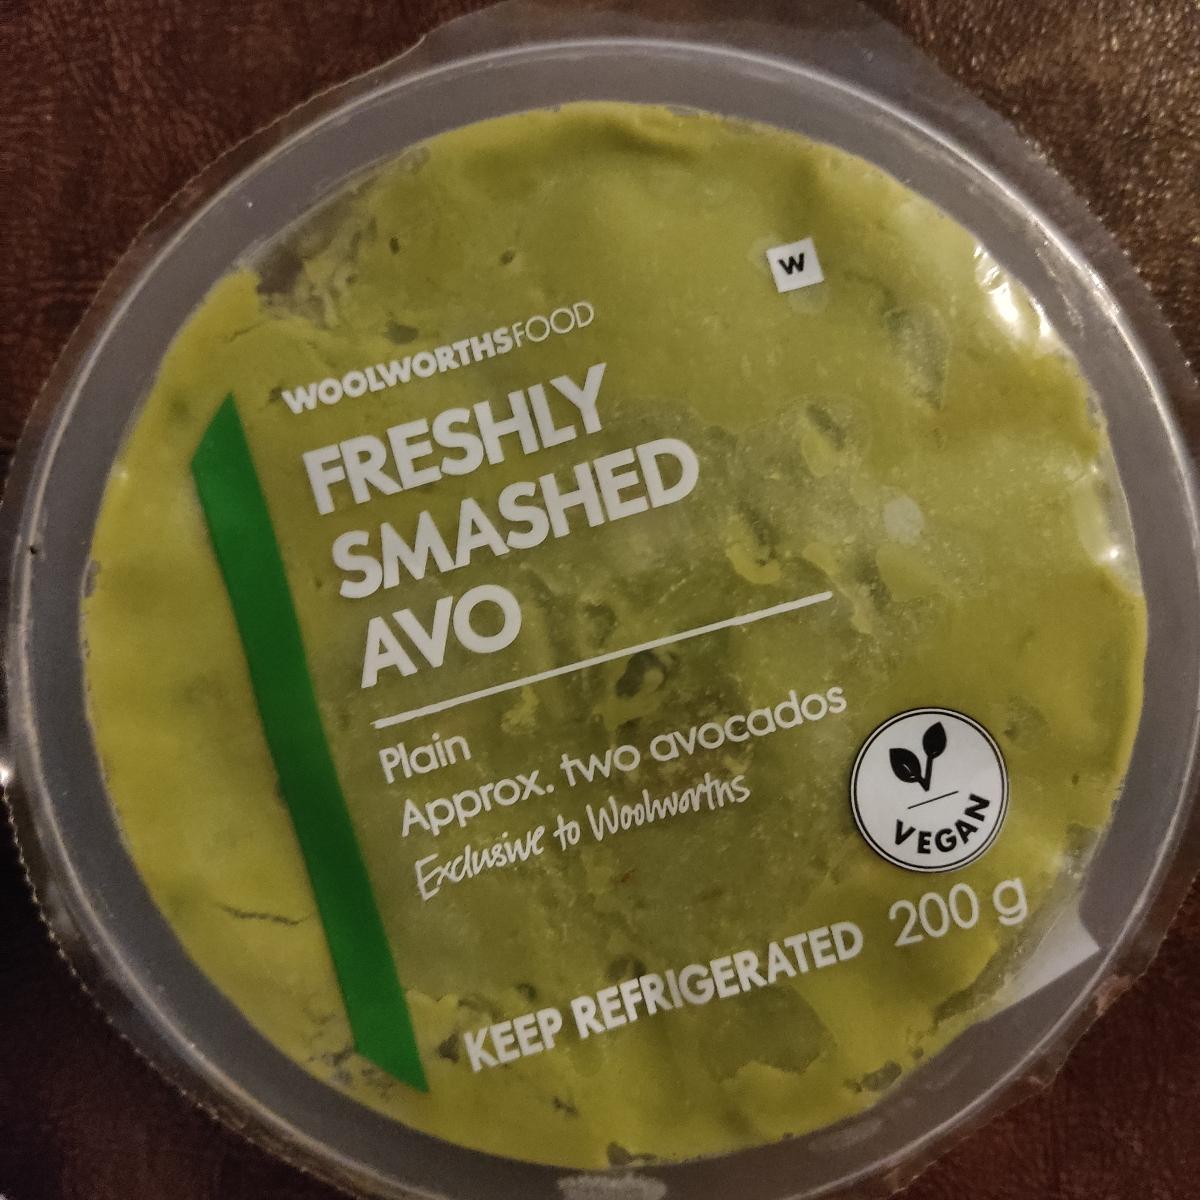 W
WOOLWORTHSFOOD
FRESHLY
SMASHED
AVO
Plain
Approx. two avocados
Exclusive to Woolworths
VEGAN
KEEP REFRIGERATED 200 g